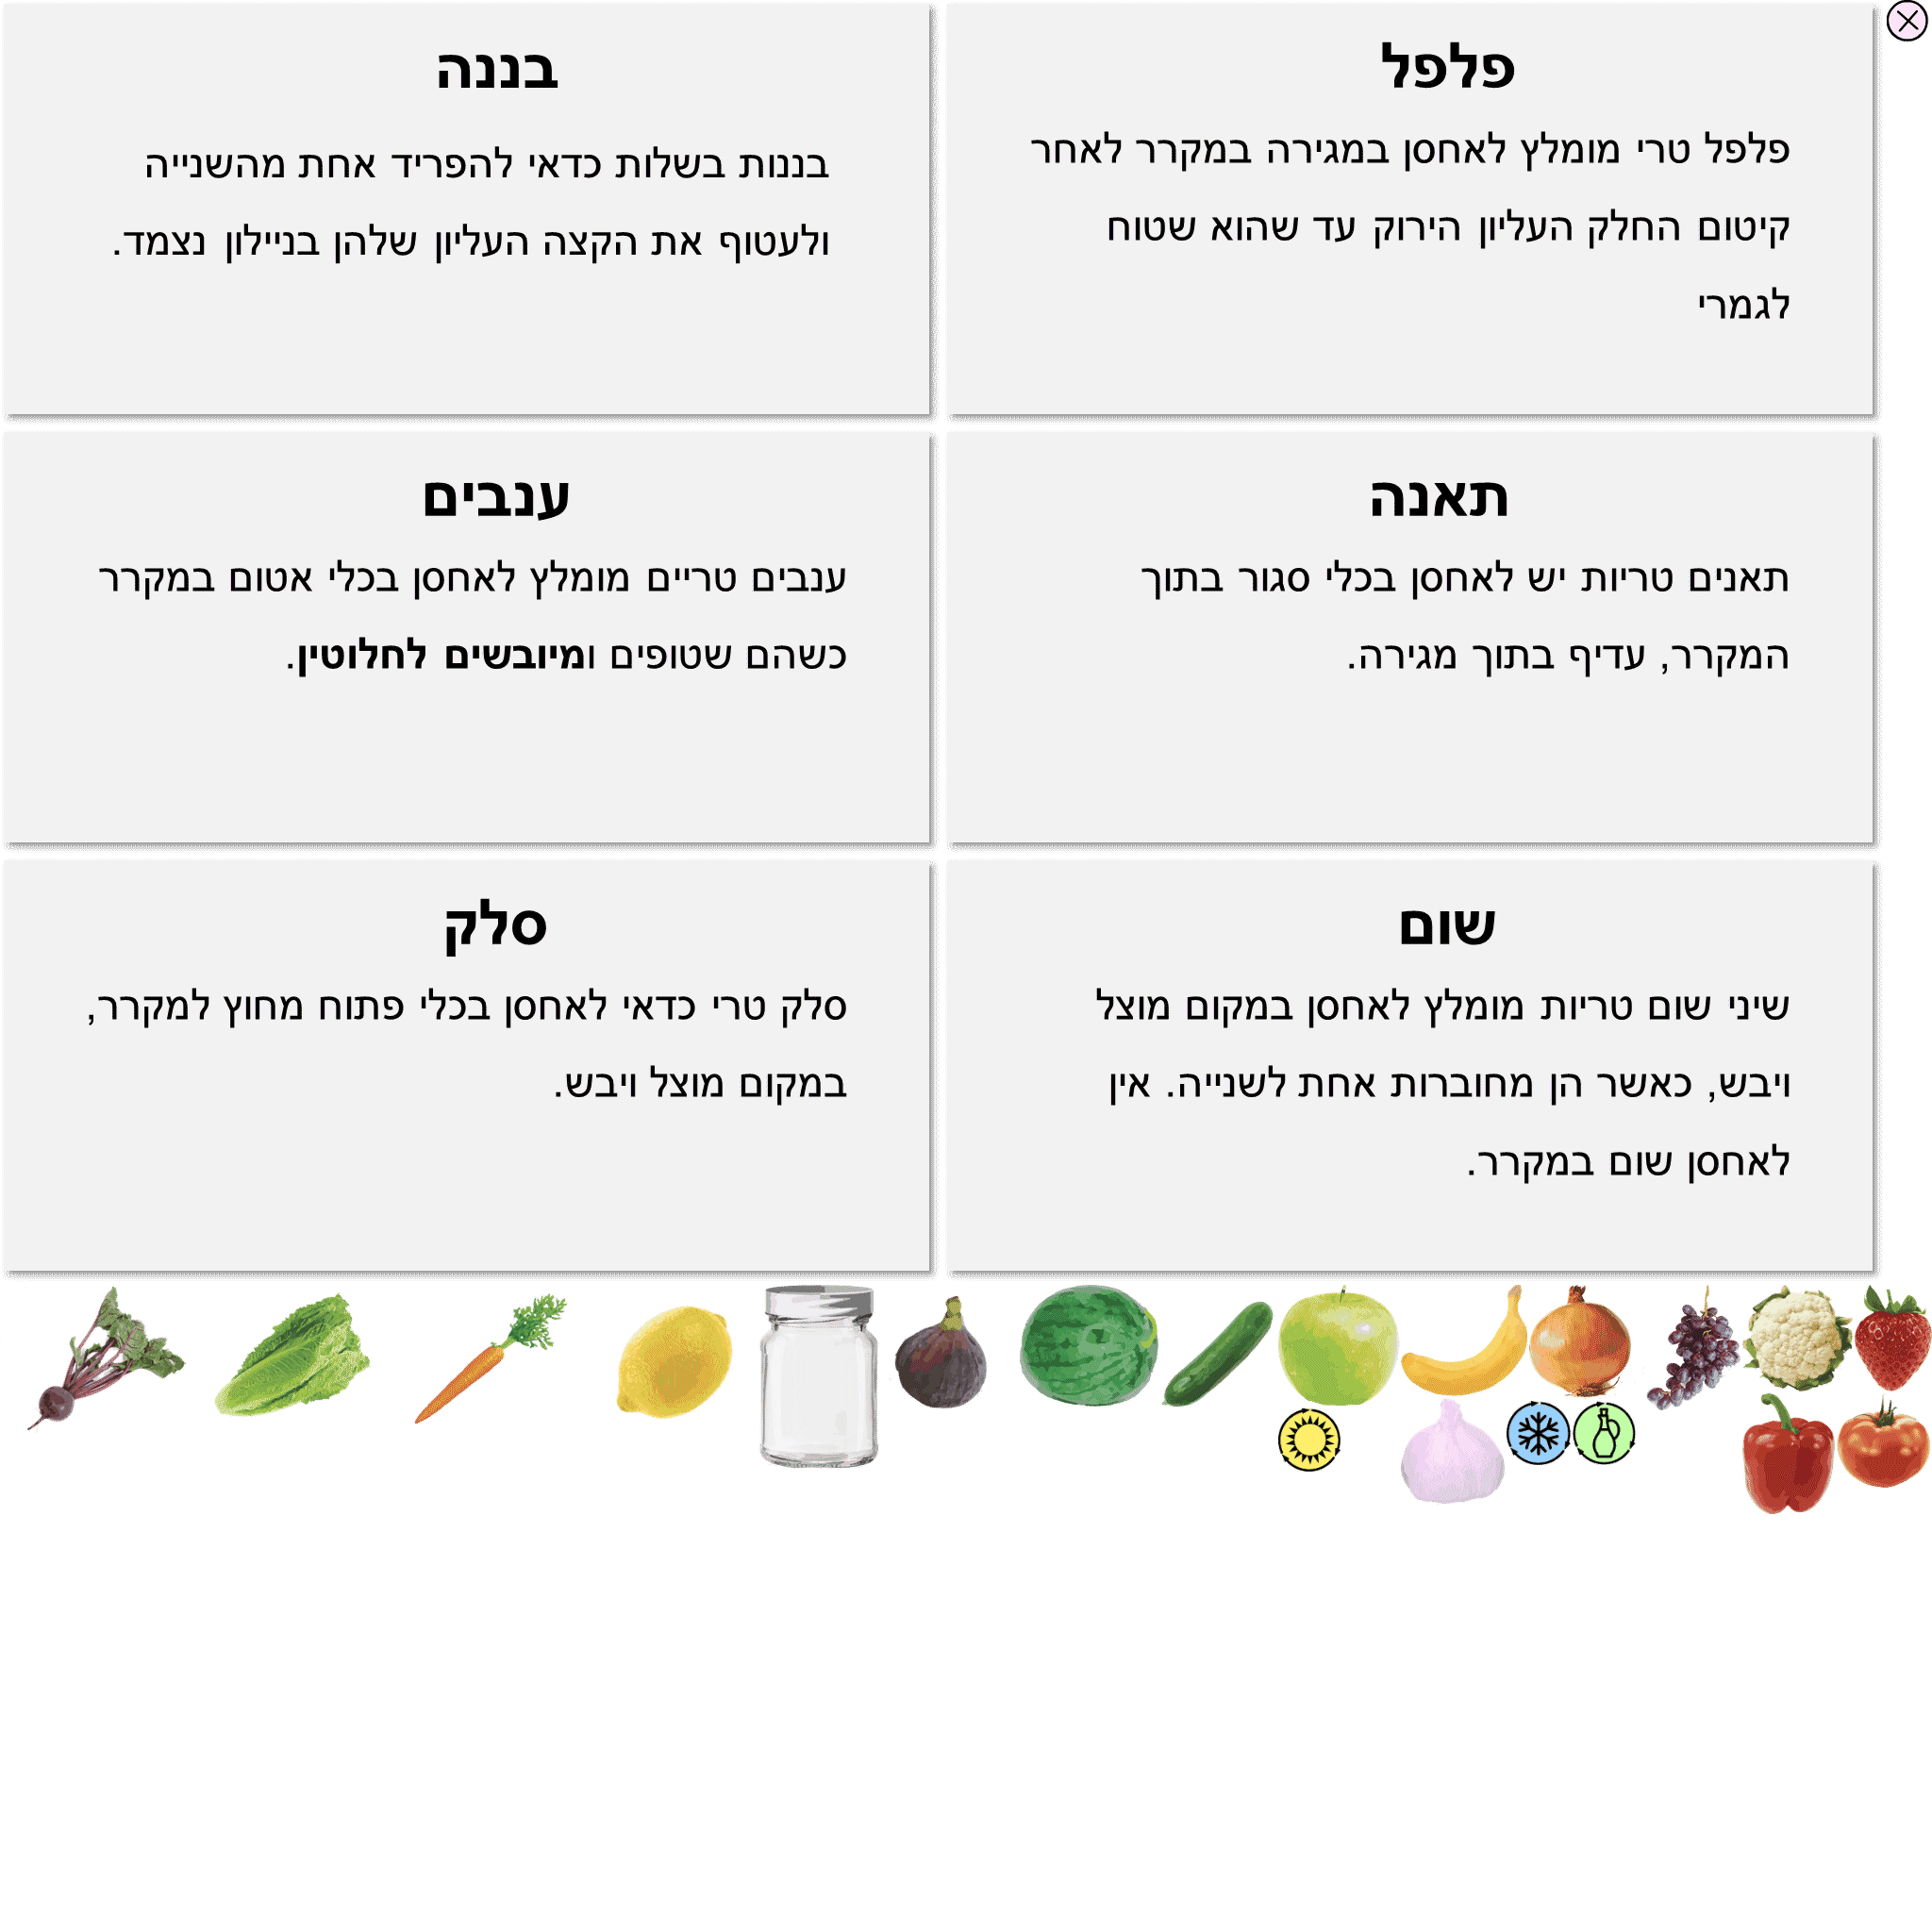 פלפל
פלפל טרי מומלץ לאחסן במגירה במקרר לאחר
קיטום החלק העליון הירוק עד שהוא שטוח
לגמרי
בננה
בננות בשלות כדאי להפריד אחת מהשנייה
ולעטוף את הקצה העליון שלהן בניילון נצמד.
תאנה
תאנים טריות יש לאחסן בכלי סגור בתוך
המקרר, עדיף בתוך מגירה.
ענבים
ענבים טריים מומלץ לאחסן בכלי אטום במקרר
כשהם שטופים ומיובשים לחלוטין.
שום
שיני שום טריות מומלץ לאחסן במקום מוצל
ויבש, כאשר הן מחוברות אחת לשנייה. אין
לאחסן שום במקרר.
סלק
סלק טרי כדאי לאחסן בכלי פתוח מחוץ למקרר,
במקום מוצל ויבש.